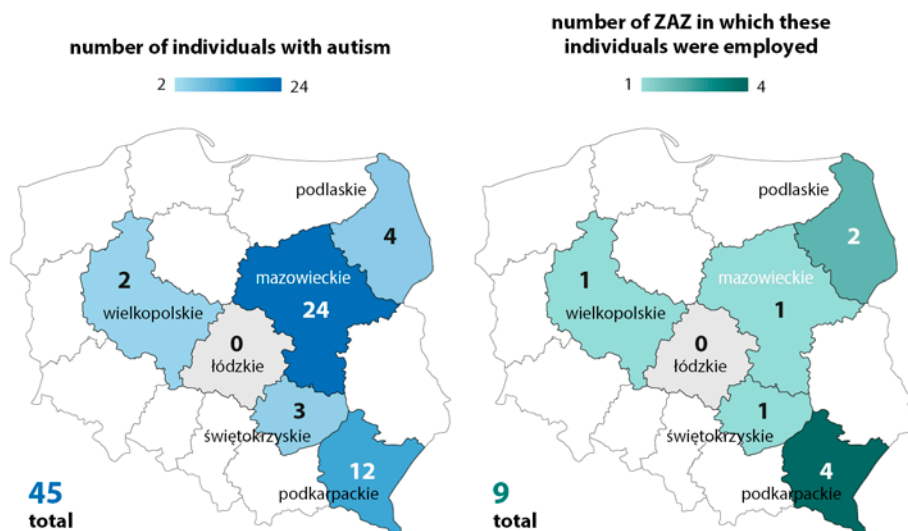 number of individuals with autism
2 24
podlaskie
4
mazowieckie
24
2
wielkopolskie
0
łódzkie
3
świętokrzyskie
12
podkarpackie
45
total
number of ZAZ in which these
individuals were employed
1 4
podlaskie
2
mazowieckie
1
1
wielkopolskie
0
łódzkie
1
świętokrzyskie
4
podkarpackie
9
total